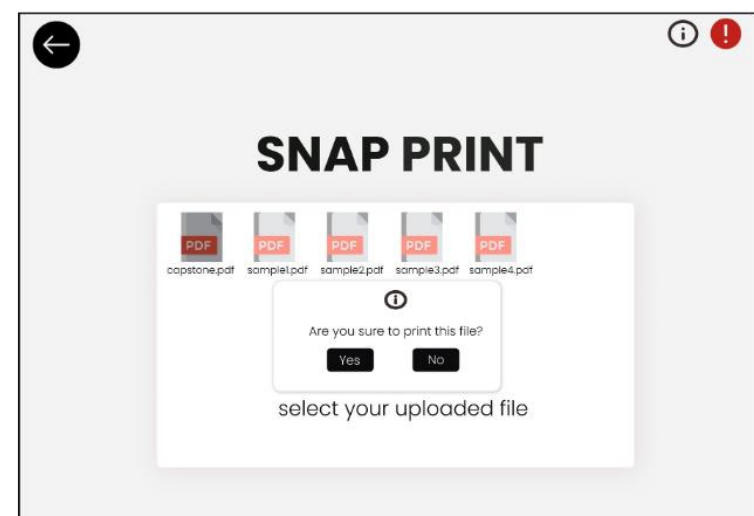 SNAP PRINT
PDF PDF PDF PDF PDF
capstone.pdf sample1.pdf sample2.pdf sample3.pdf sample4.pdf
Are you sure to print this file?
Yes No
select your uploaded file